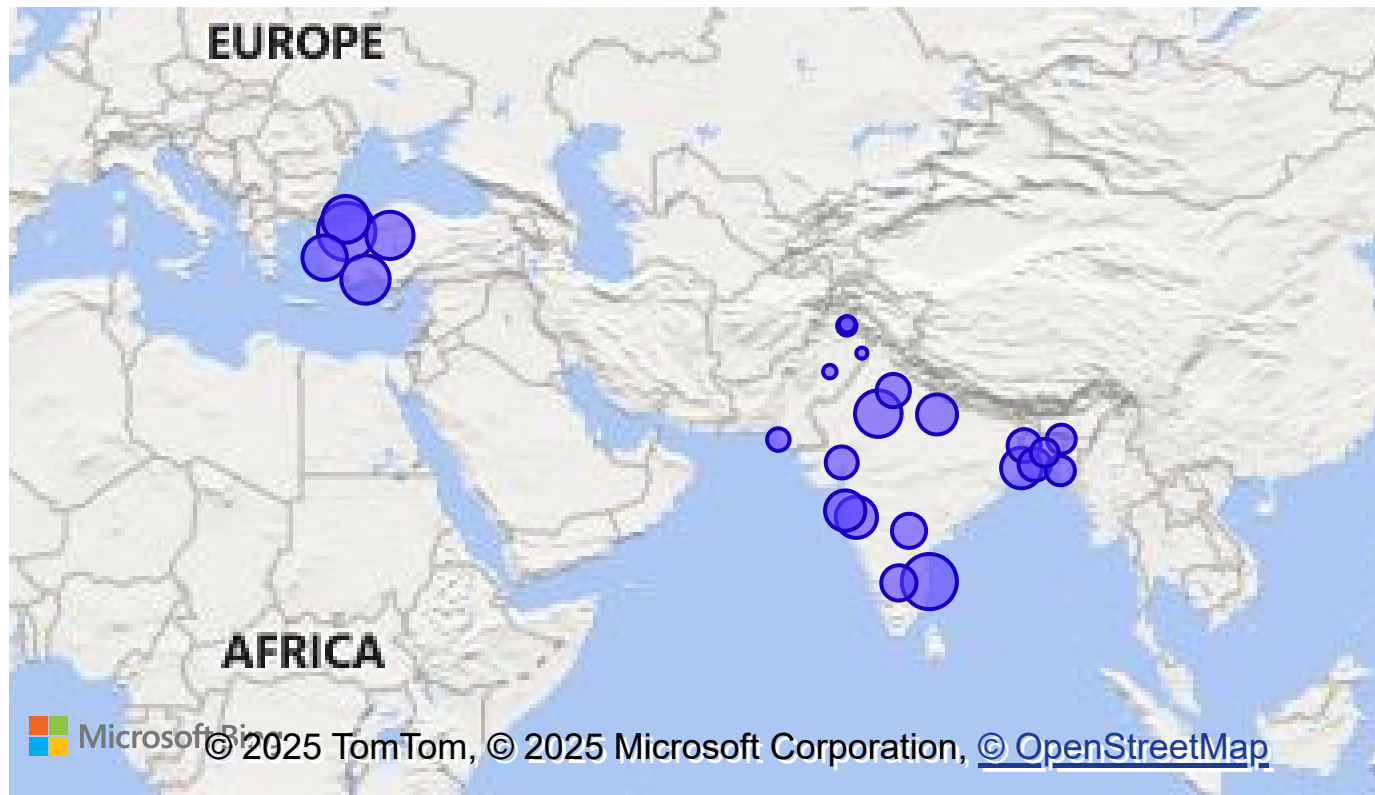 EUROPE
AFRICA
Microsoft Bing
© 2025 TomTom, © 2025 Microsoft Corporation, © OpenStreetMap